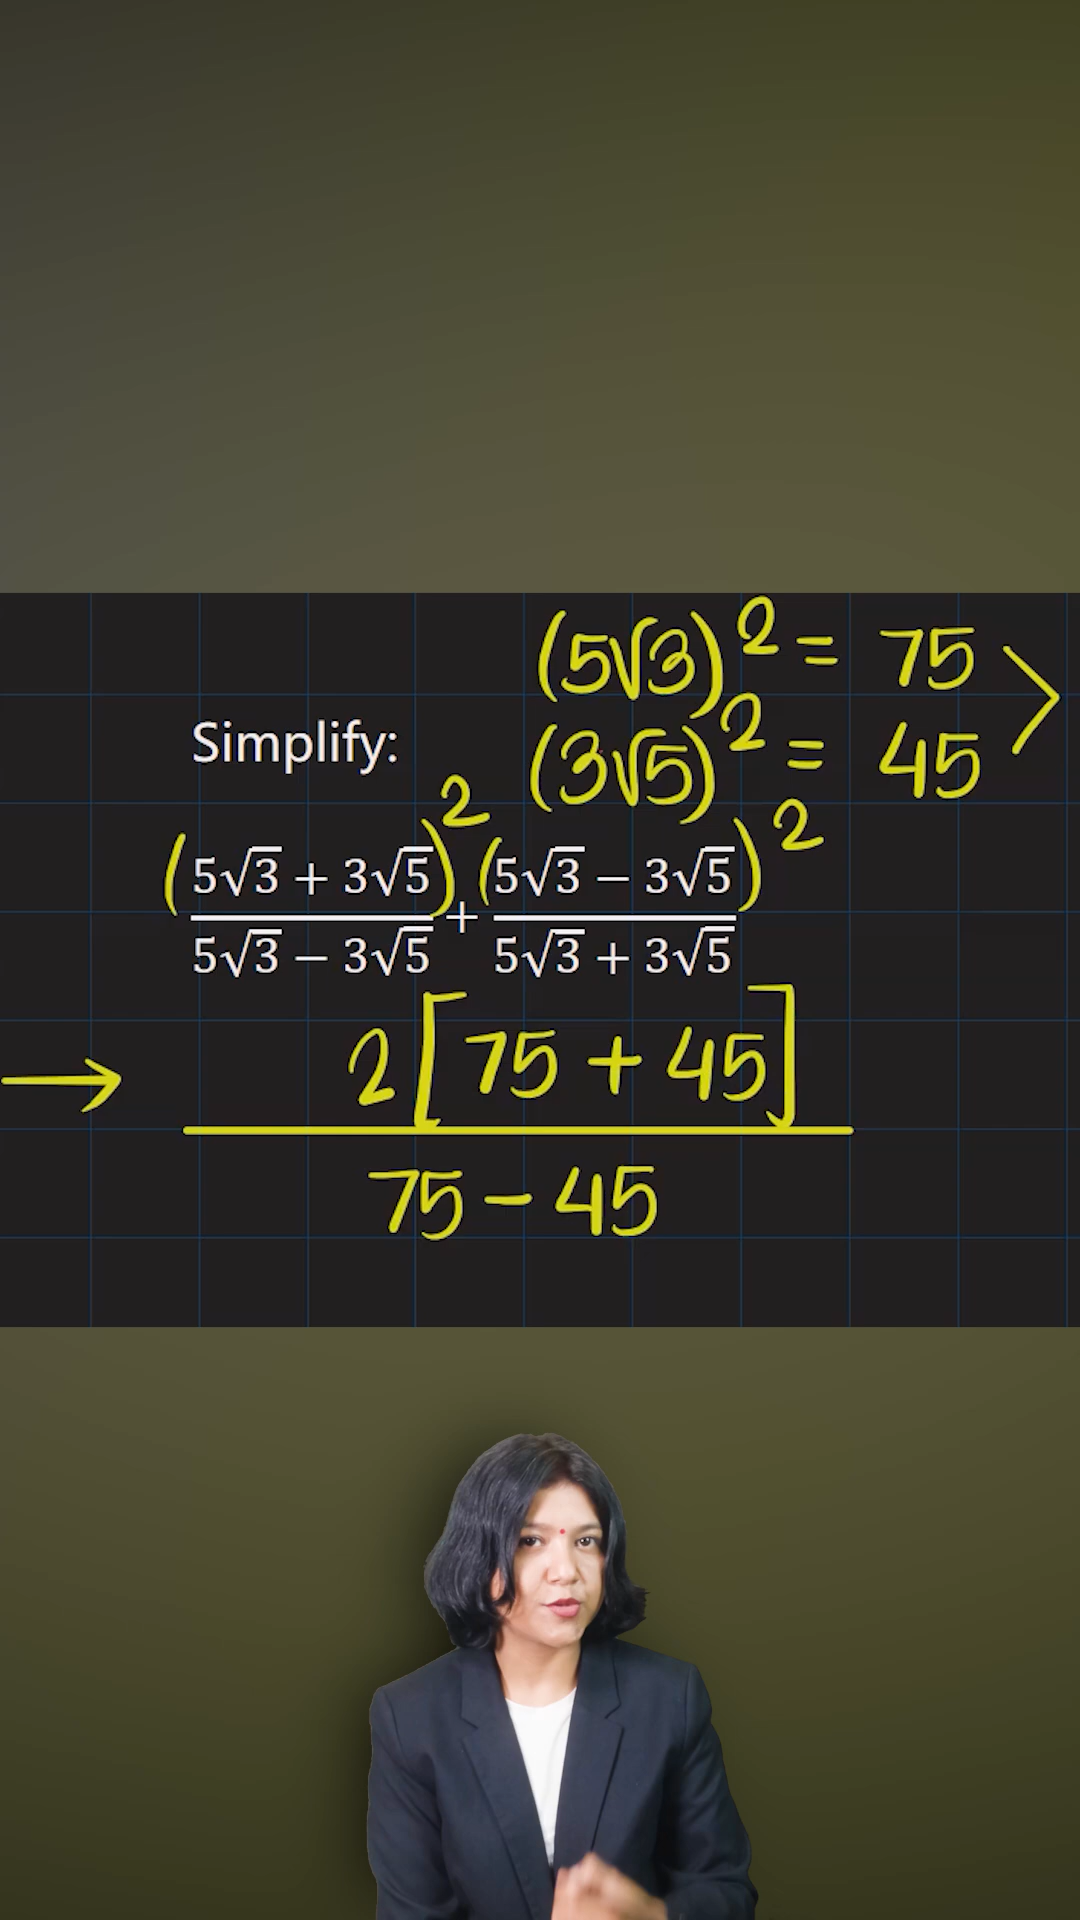 (5√3)² = 75
Simplify:
(3√5)² = 45
(5√3 + 3√5)² (5√3 − 3√5)²
+
5√3 − 3√5 5√3 + 3√5
→ 2[75 + 45]
75 − 45